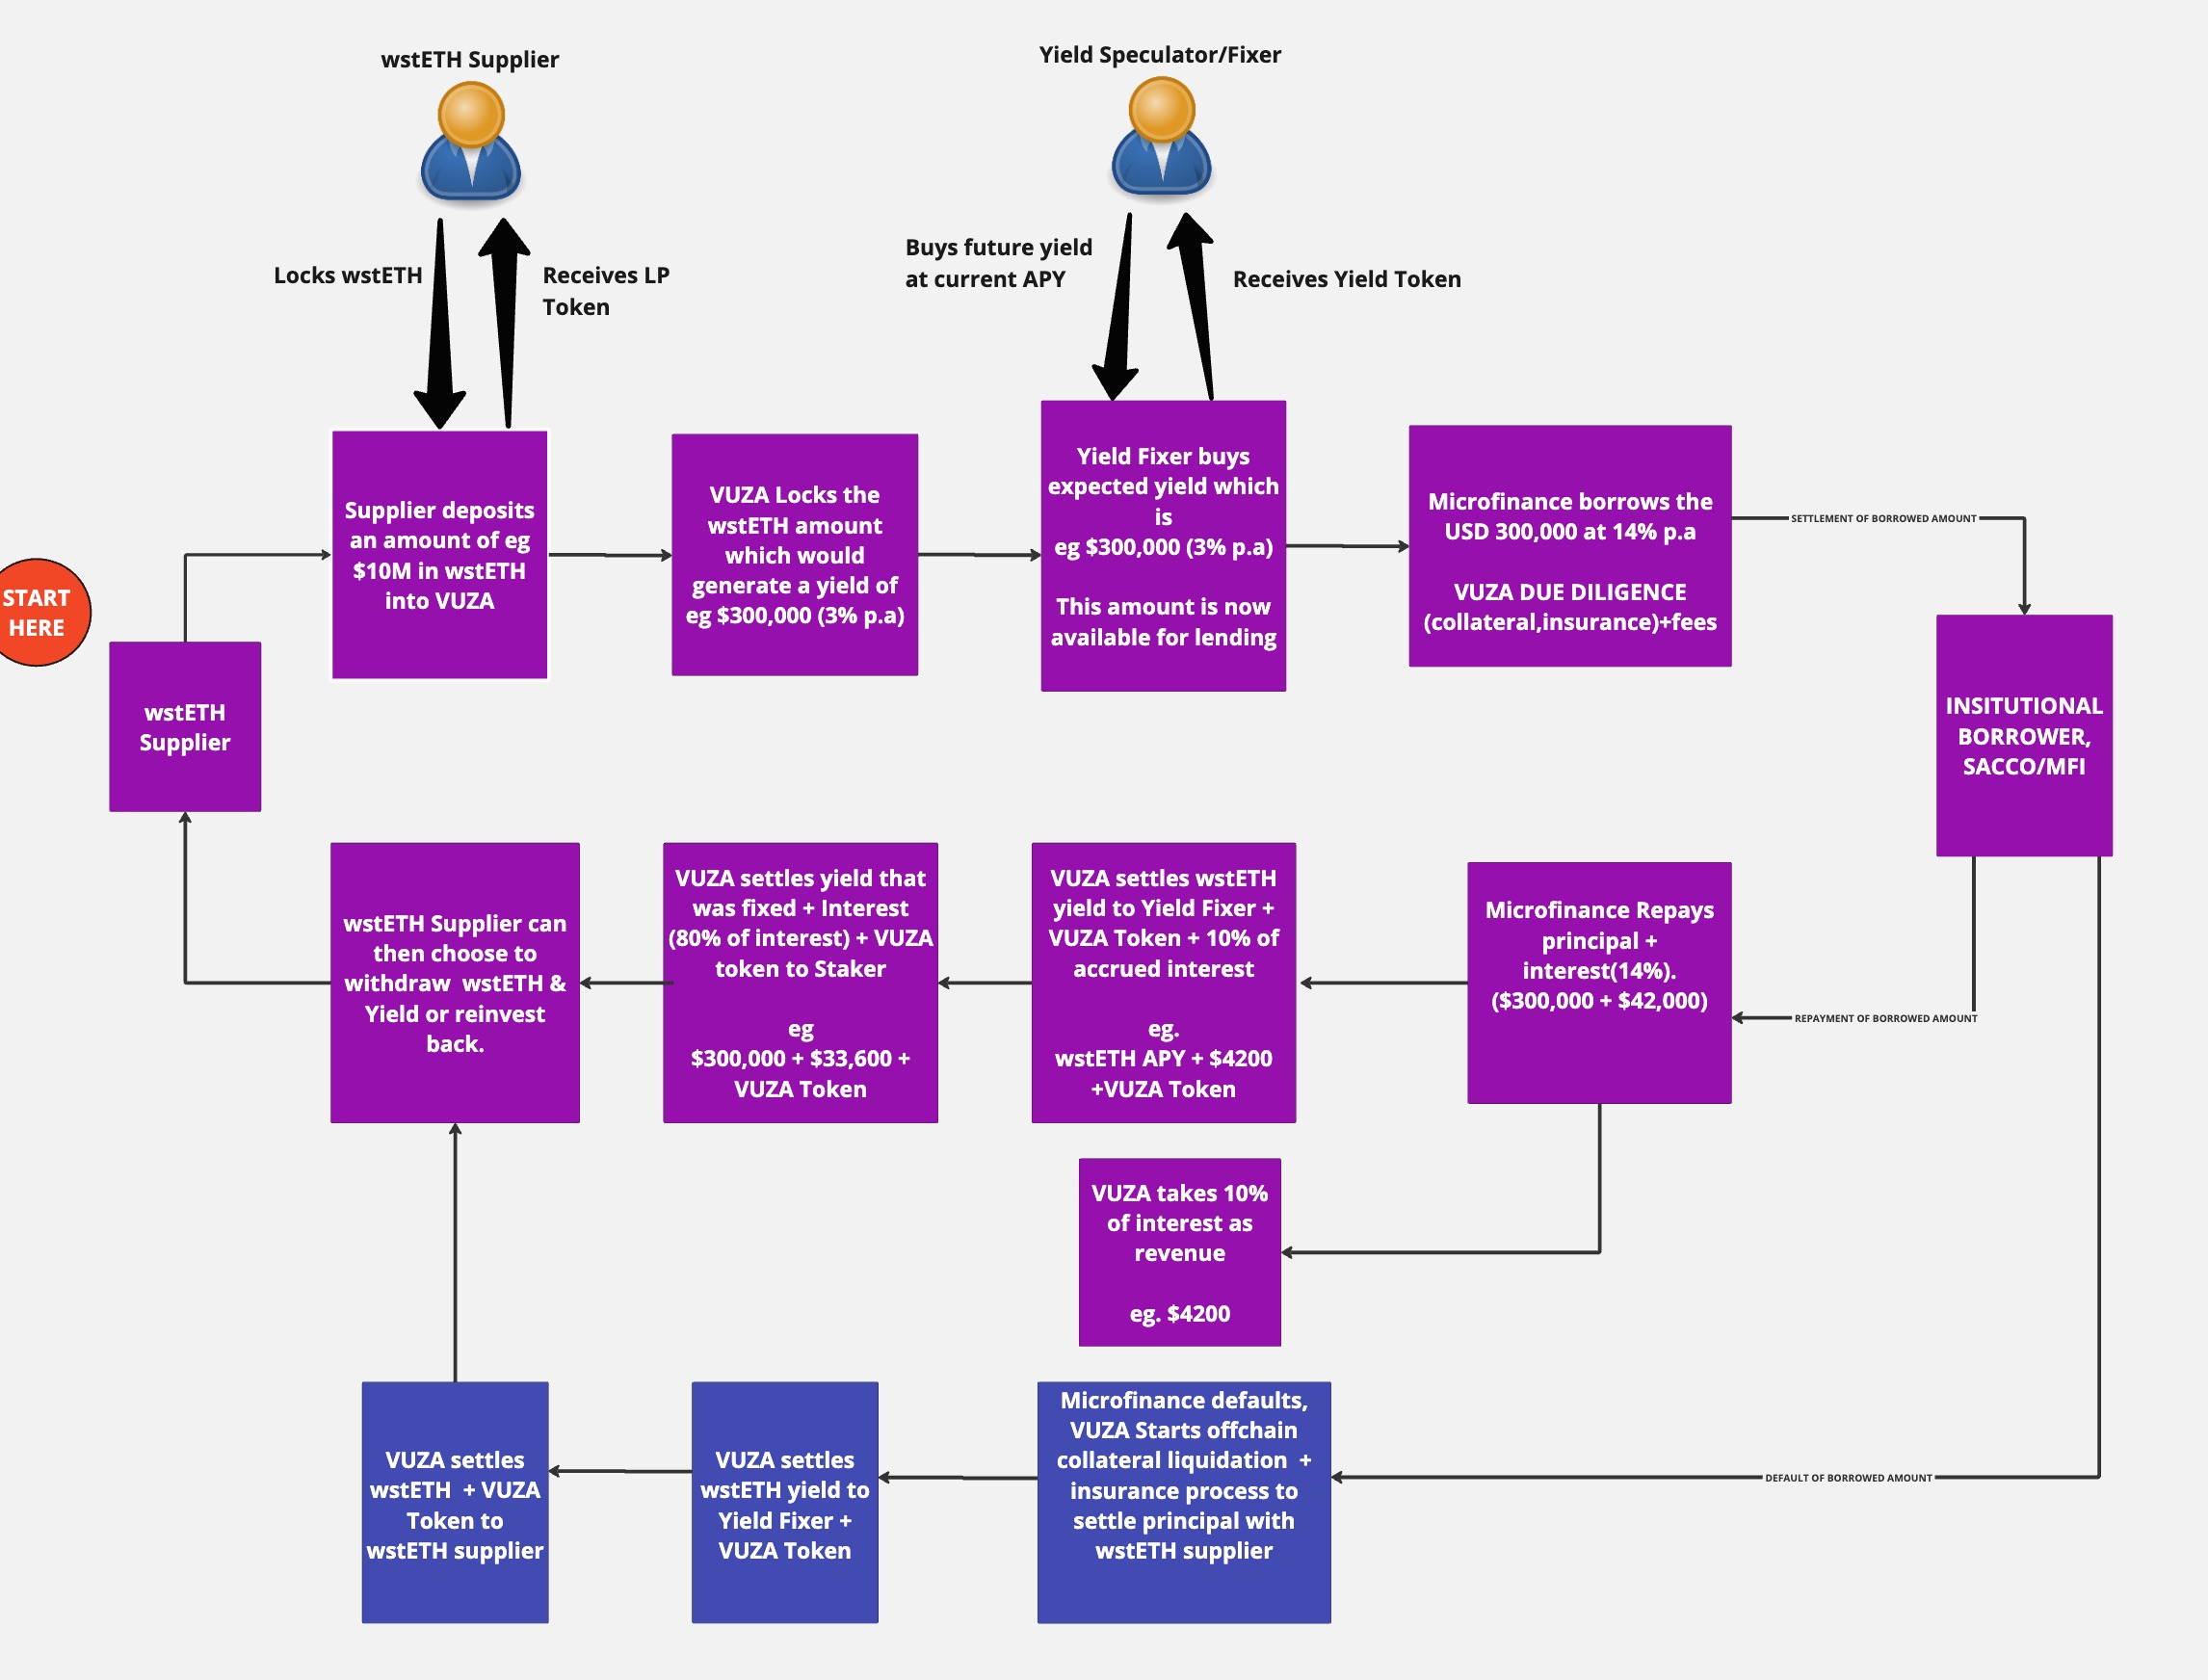 wstETH Supplier
Yield Speculator/Fixer
Locks wstETH
Receives LP
Token
Buys future yield
at current APY
Receives Yield Token
START
HERE
wstETH
Supplier
Supplier deposits
an amount of eg
$10M in wstETH
into VUZA
VUZA Locks the
wstETH amount
which would
generate a yield of
eg $300,000 (3% p.a)
Yield Fixer buys
expected yield which
is
eg $300,000 (3% p.a)
This amount is now
available for lending
Microfinance borrows the
USD 300,000 at 14% p.a
VUZA DUE DILIGENCE
(collateral,insurance)+fees
SETTLEMENT OF BORROWED AMOUNT
INSITUTIONAL
BORROWER,
SACCO/MFI
REPAYMENT OF BORROWED AMOUNT
Microfinance Repays
principal +
interest(14%).
($300,000 + $42,000)
VUZA settles wstETH
yield to Yield Fixer +
VUZA Token + 10% of
accrued interest
eg.
wstETH APY + $4200
+VUZA Token
VUZA settles yield that
was fixed + Interest
(80% of interest) + VUZA
token to Staker
eg
$300,000 + $33,600 +
VUZA Token
wstETH Supplier can
then choose to
withdraw wstETH &
Yield or reinvest
back.
VUZA takes 10%
of interest as
revenue
eg. $4200
DEFAULT OF BORROWED AMOUNT
Microfinance defaults,
VUZA Starts offchain
collateral liquidation +
insurance process to
settle principal with
wstETH supplier
VUZA settles
wstETH yield to
Yield Fixer +
VUZA Token
VUZA settles
wstETH + VUZA
Token to
wstETH supplier